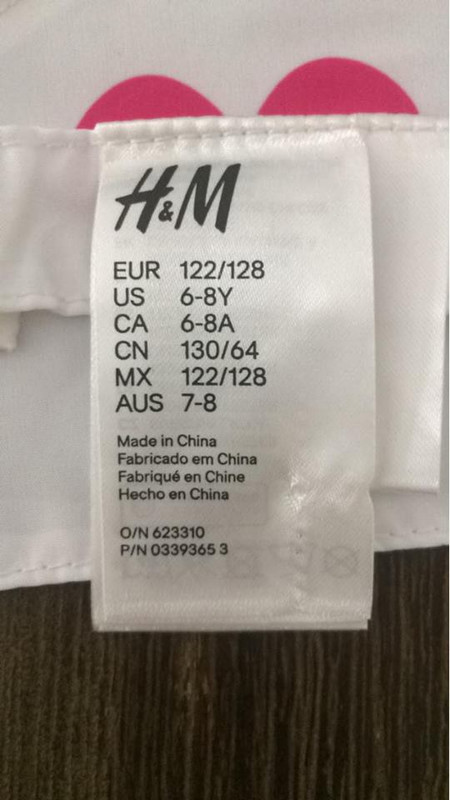 H&M
EUR 122/128
US 6-8Y
CA 6-8A
CN 130/64
MX 122/128
AUS 7-8
Made in China
Fabricado em China
Fabriqué en Chine
Hecho en China
O/N 623310
P/N 0339365 3